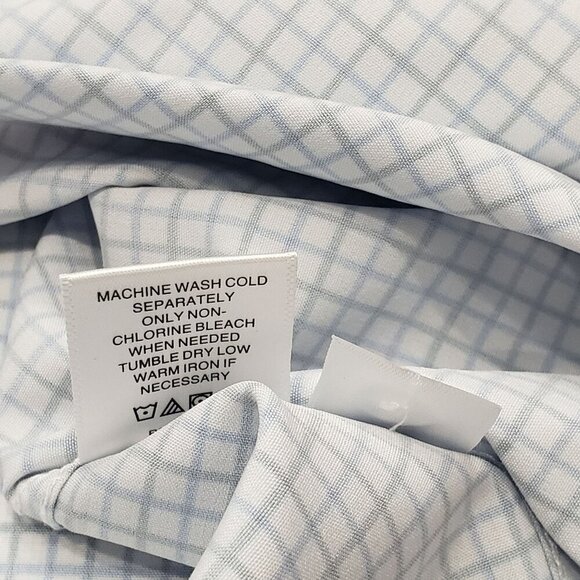 MACHINE WASH COLD
SEPARATELY
ONLY NON-
CHLORINE BLEACH
WHEN NEEDED
TUMBLE DRY LOW
WARM IRON IF
NECESSARY